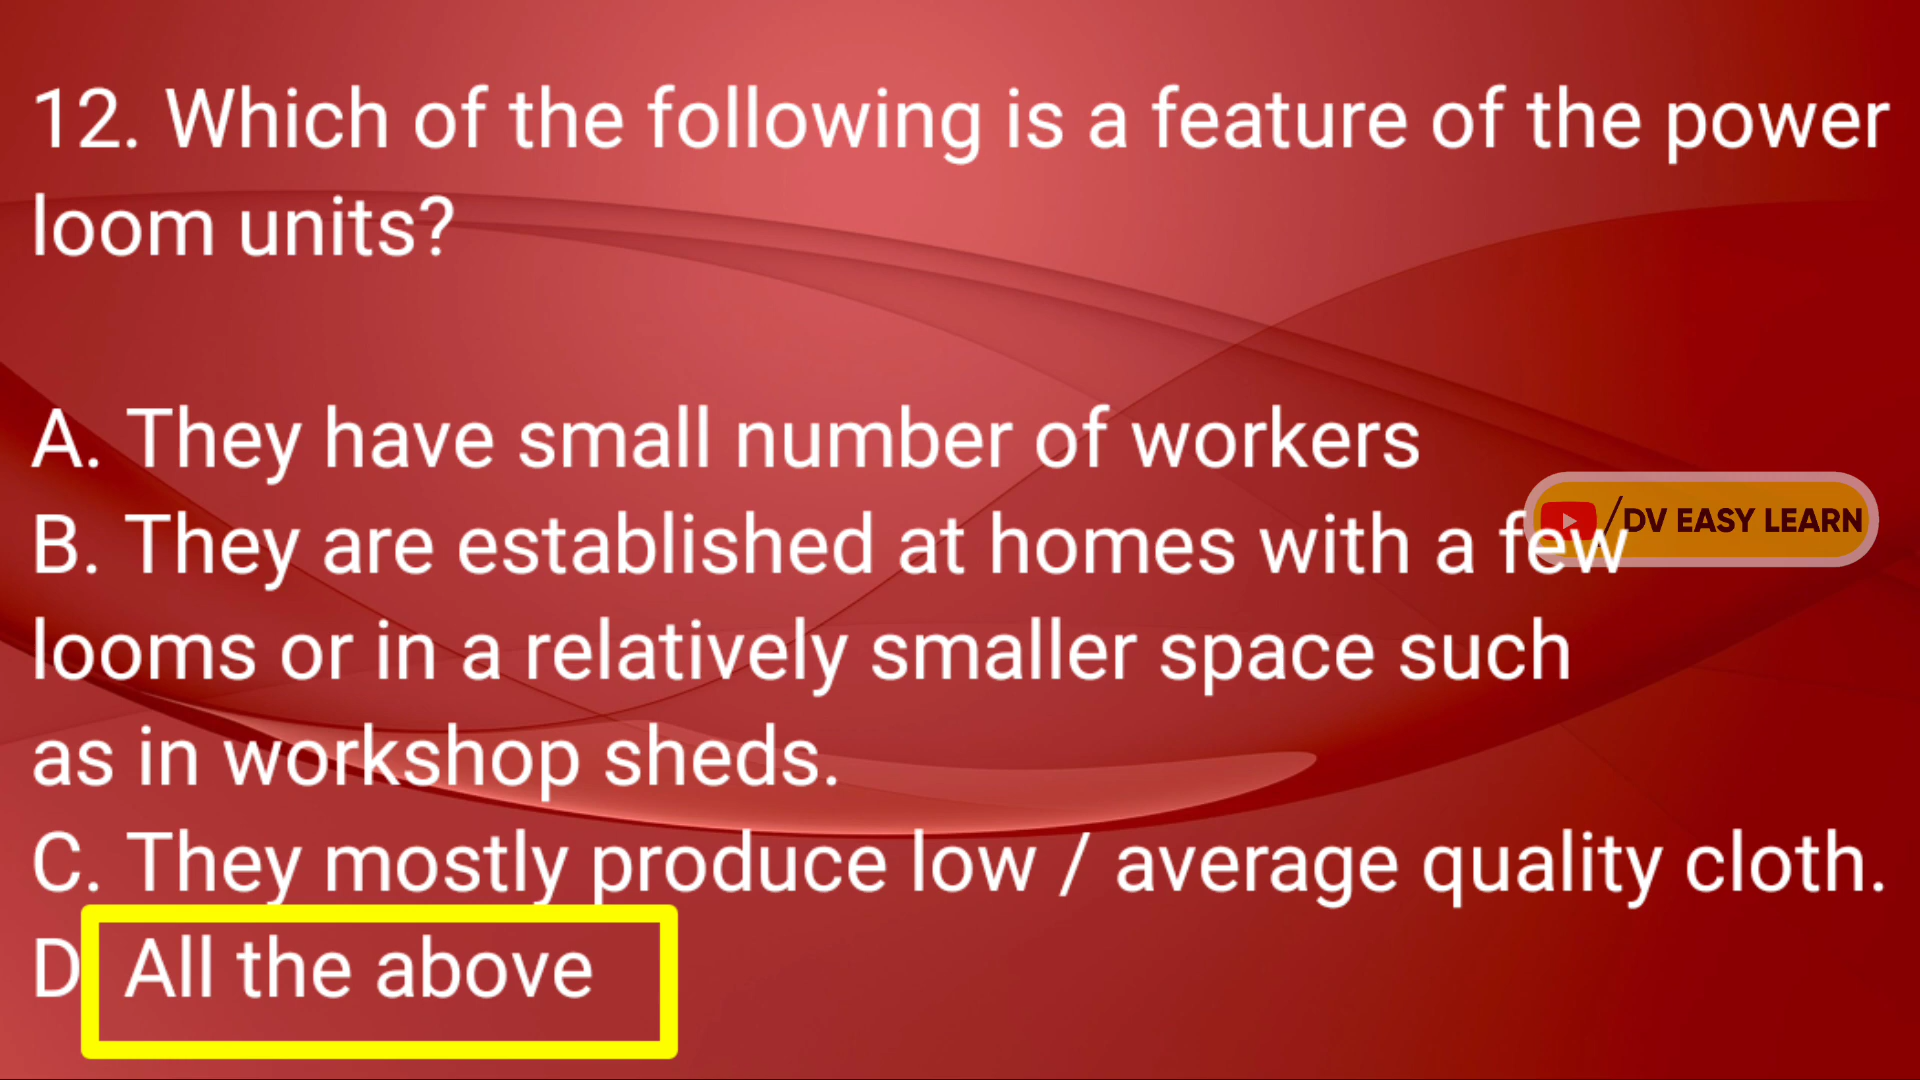 12. Which of the following is a feature of the power
loom units?
A. They have small number of workers
/DV EASY LEARN
B. They are established at homes with a few
looms or in a relatively smaller space such
as in workshop sheds.
C. They mostly produce low / average quality cloth.
D All the above